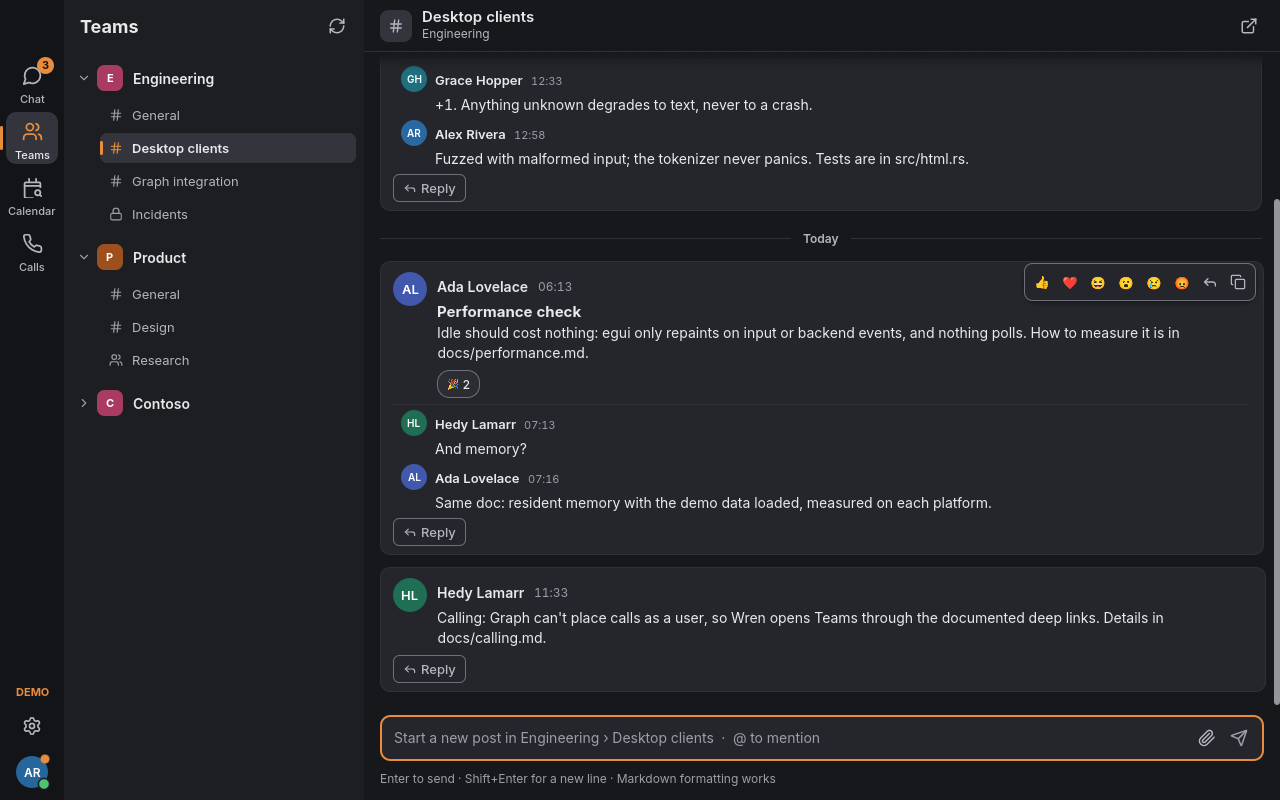 3
Chat
Teams
Calendar
Calls
DEMO
AR
Teams
E Engineering
General
Desktop clients
Graph integration
Incidents
P Product
General
Design
Research
C Contoso
Desktop clients
Engineering
GH Grace Hopper 12:33
+1. Anything unknown degrades to text, never to a crash.
AR Alex Rivera 12:58
Fuzzed with malformed input; the tokenizer never panics. Tests are in src/html.rs.
Reply
Today
AL Ada Lovelace 06:13
Performance check
Idle should cost nothing: egui only repaints on input or backend events, and nothing polls. How to measure it is in
docs/performance.md.
🎉 2
HL Hedy Lamarr 07:13
And memory?
AL Ada Lovelace 07:16
Same doc: resident memory with the demo data loaded, measured on each platform.
Reply
HL Hedy Lamarr 11:33
Calling: Graph can't place calls as a user, so Wren opens Teams through the documented deep links. Details in
docs/calling.md.
Reply
Start a new post in Engineering › Desktop clients · @ to mention
Enter to send · Shift+Enter for a new line · Markdown formatting works